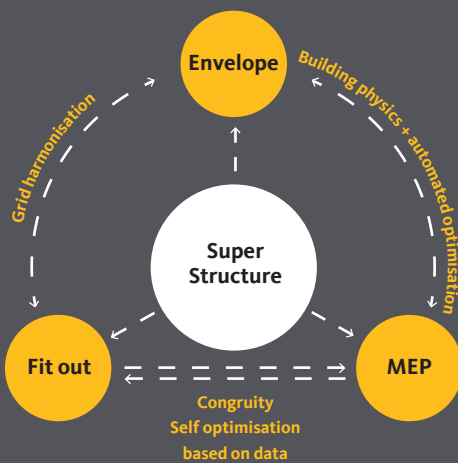 Envelope
Grid harmonisation
Building physics + automated optimisation
Super
Structure
Fit out
MEP
Congruity
Self optimisation
based on data